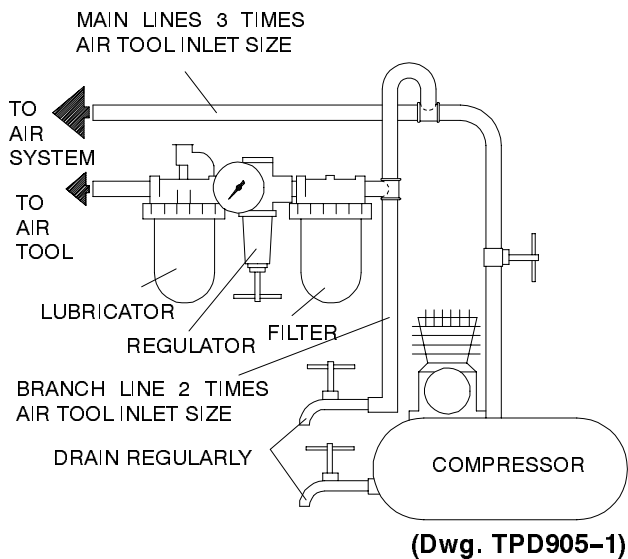 MAIN LINES 3 TIMES
AIR TOOL INLET SIZE
TO
AIR
SYSTEM
TO
AIR
TOOL
LUBRICATOR
REGULATOR
FILTER
BRANCH LINE 2 TIMES
AIR TOOL INLET SIZE
DRAIN REGULARLY
COMPRESSOR
(Dwg. TPD905–1)